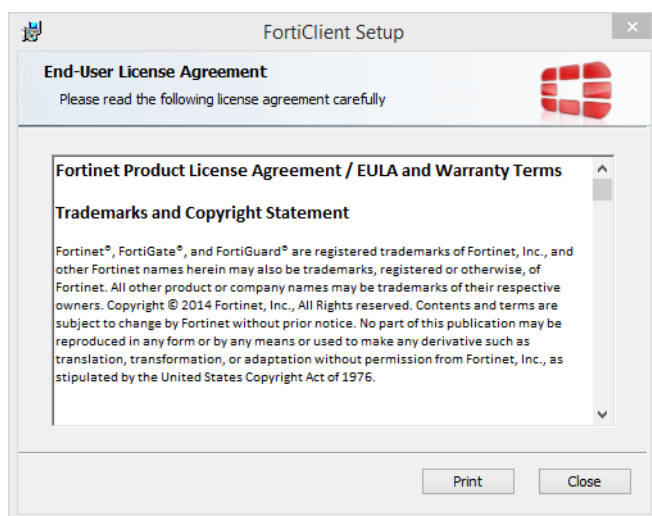 FortiClient Setup
End-User License Agreement
Please read the following license agreement carefully
Fortinet Product License Agreement / EULA and Warranty Terms
Trademarks and Copyright Statement
Fortinet®, FortiGate®, and FortiGuard® are registered trademarks of Fortinet, Inc., and
other Fortinet names herein may also be trademarks, registered or otherwise, of
Fortinet. All other product or company names may be trademarks of their respective
owners. Copyright © 2014 Fortinet, Inc., All Rights reserved. Contents and terms are
subject to change by Fortinet without prior notice. No part of this publication may be
reproduced in any form or by any means or used to make any derivative such as
translation, transformation, or adaptation without permission from Fortinet, Inc., as
stipulated by the United States Copyright Act of 1976.
Print
Close